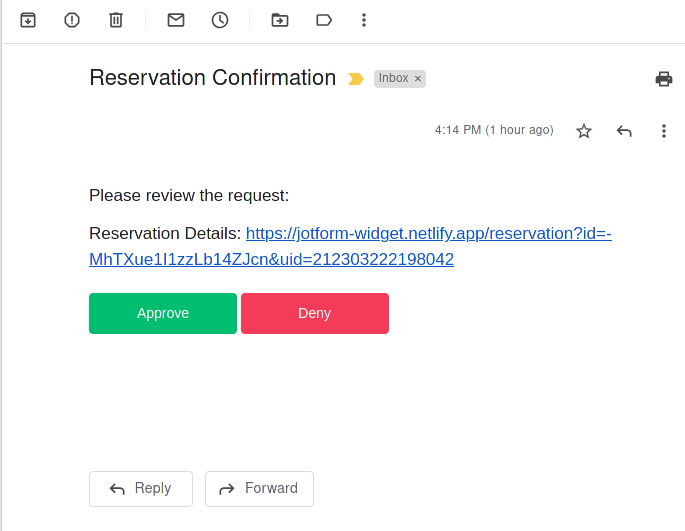 Reservation Confirmation
Inbox ×
4:14 PM (1 hour ago)
Please review the request:
Reservation Details: https://jotform-widget.netlify.app/reservation?id=-
MhTXue1I1zzLb14ZJcn&uid=212303222198042
Approve
Deny
Reply
Forward